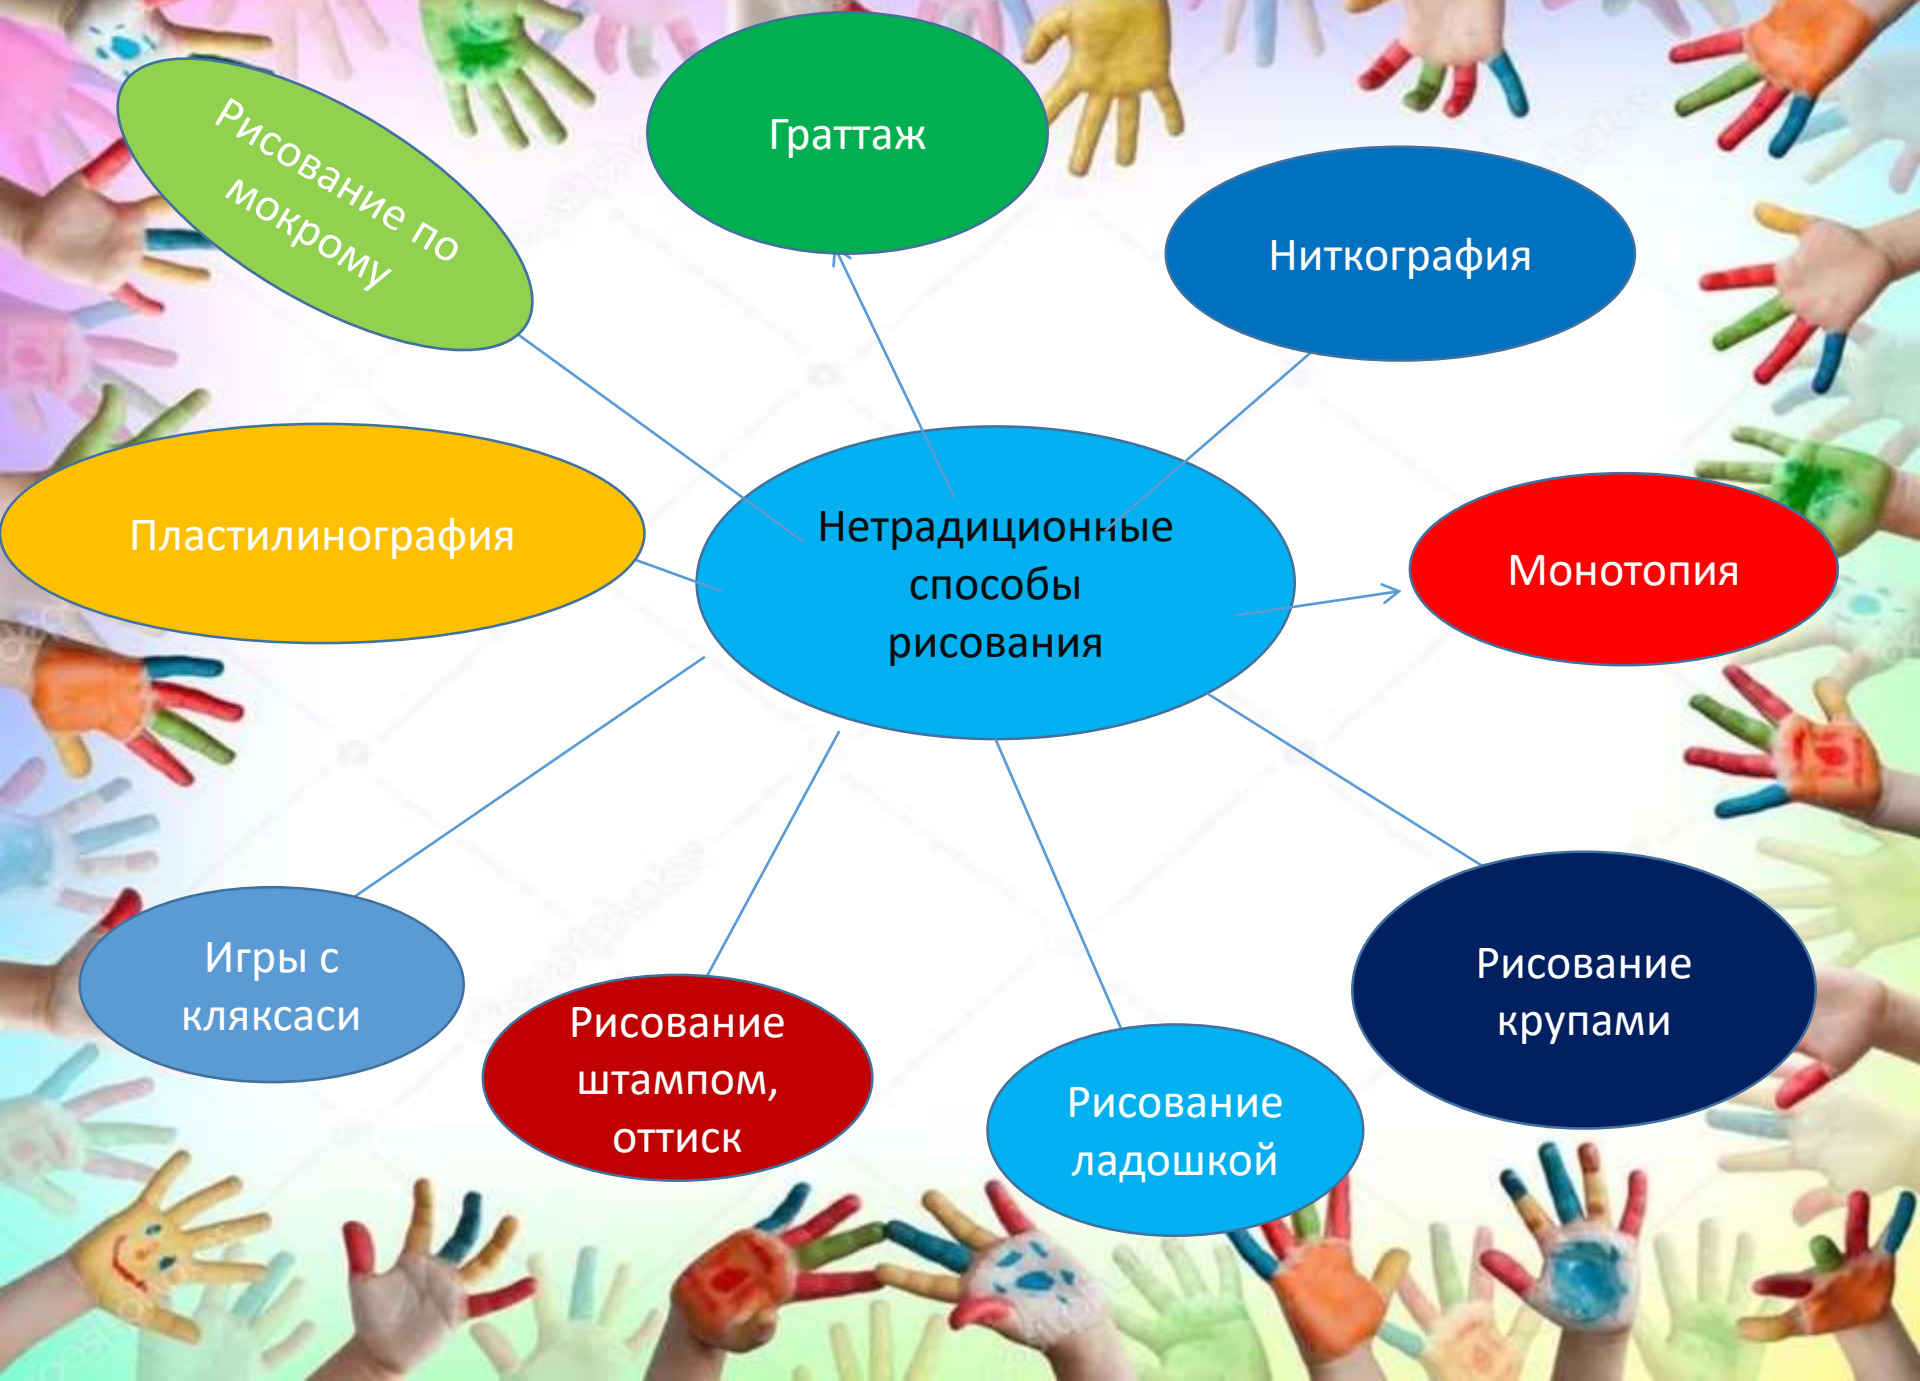 Рисование по
мокрому
Граттаж
Ниткография
Пластилинография
Нетрадиционные
способы
рисования
Монотопия
Игры с
кляксаси
Рисование
штампом,
оттиск
Рисование
ладошкой
Рисование
крупами